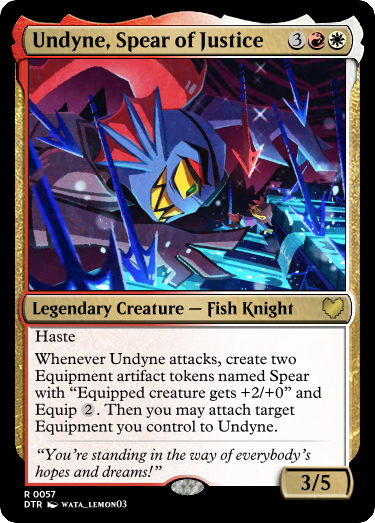 Undyne, Spear of Justice 3
Legendary Creature — Fish Knight
Haste
Whenever Undyne attacks, create two
Equipment artifact tokens named Spear
with “Equipped creature gets +2/+0” and
Equip 2. Then you may attach target
Equipment you control to Undyne.
“You’re standing in the way of everybody’s
hopes and dreams!”
3/5
R 0057
DTR WATA_LEMON03